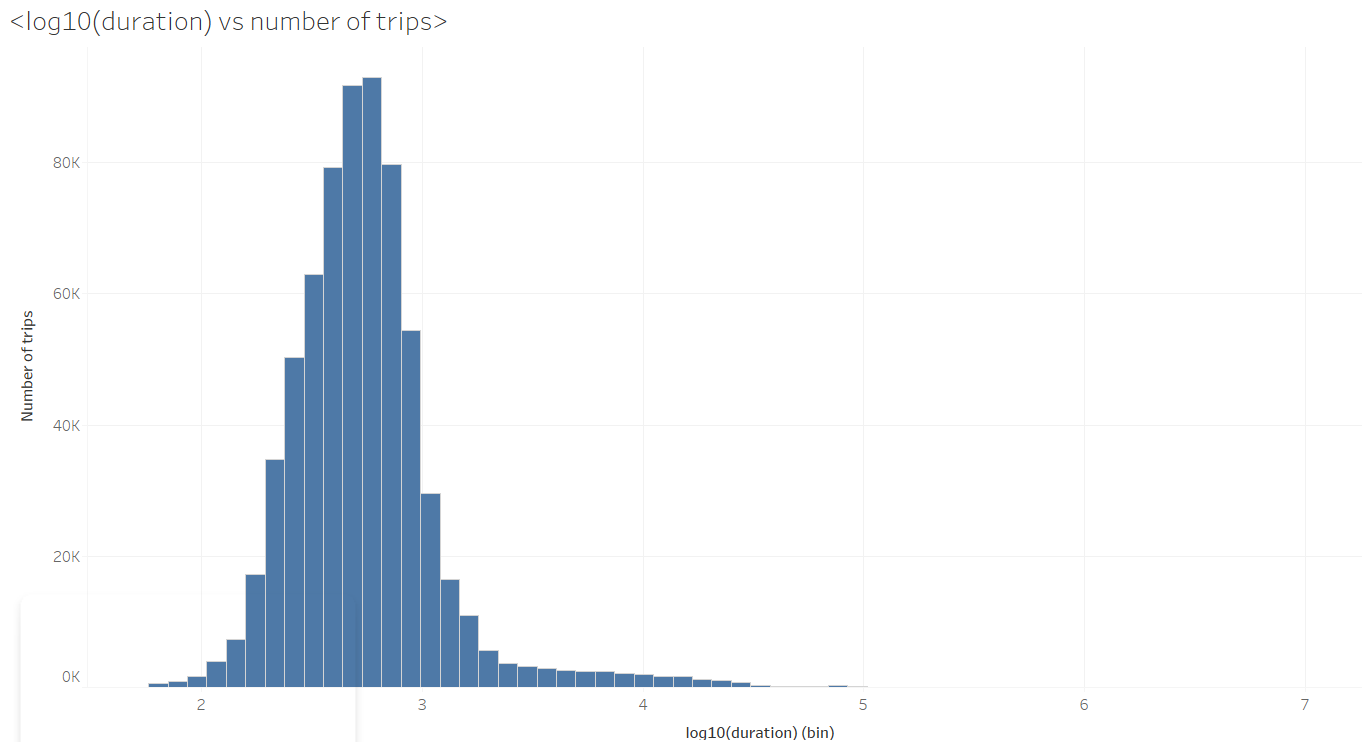 <log10(duration) vs number of trips>
80K
60K
40K
20K
0K
Number of trips
2 3 4 5 6 7
log10(duration) (bin)